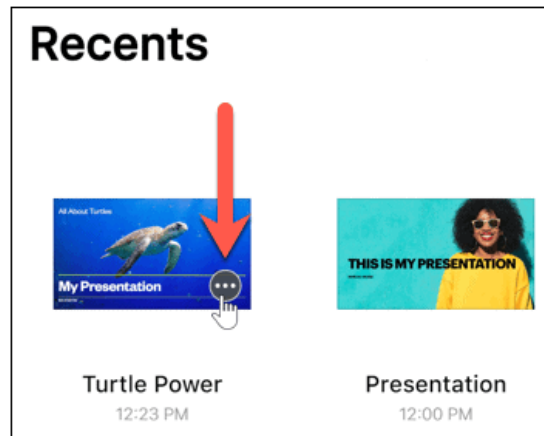 Recents
All About Turtles
My Presentation
THIS IS MY PRESENTATION
Turtle Power
Presentation
12:23 PM
12:00 PM